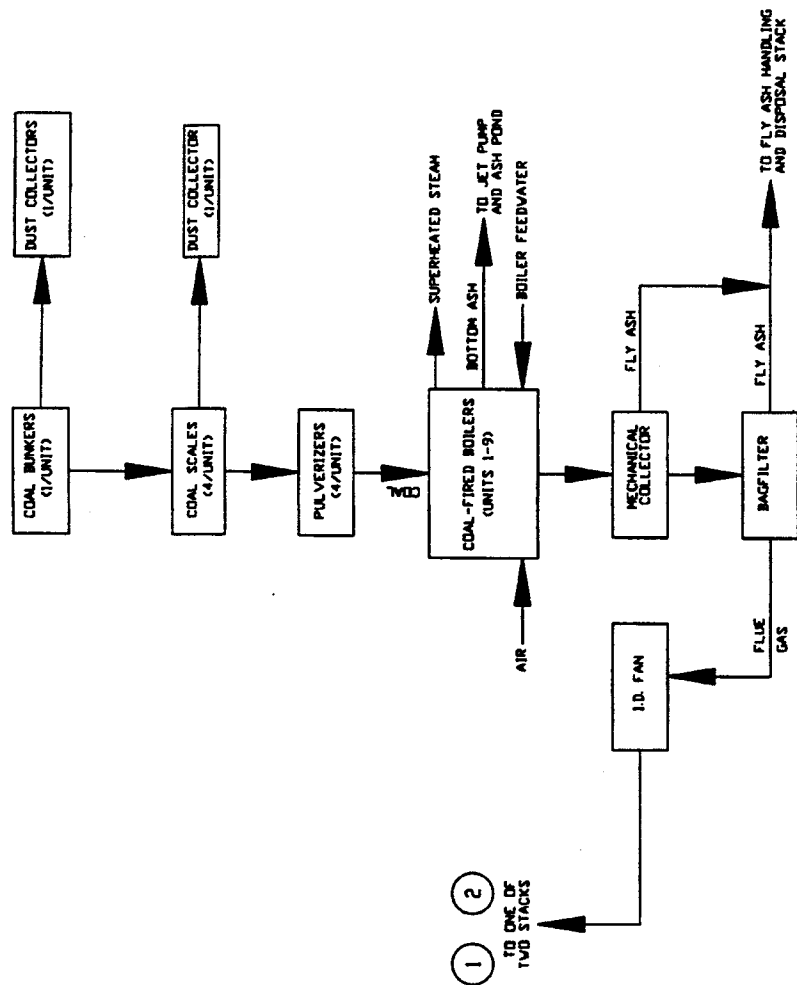 DUST COLLECTORS
(1/UNIT)
DUST COLLECTOR
(1/UNIT)
COAL BUNKERS
(1/UNIT)
COAL SCALES
(4/UNIT)
PULVERIZERS
(4/UNIT)
COAL
COAL-FIRED BOILERS
(UNITS 1-9)
SUPERHEATED STEAM
BOTTOM ASH
TO JET PUMP
AND ASH POND
BOILER FEEDWATER
AIR
MECHANICAL
COLLECTOR
FLY ASH
BAGFILTER
FLY ASH
TO FLY ASH HANDLING
AND DISPOSAL STACK
FLUE
GAS
I.D. FAN
1
2
TO ONE OF
TWO STACKS